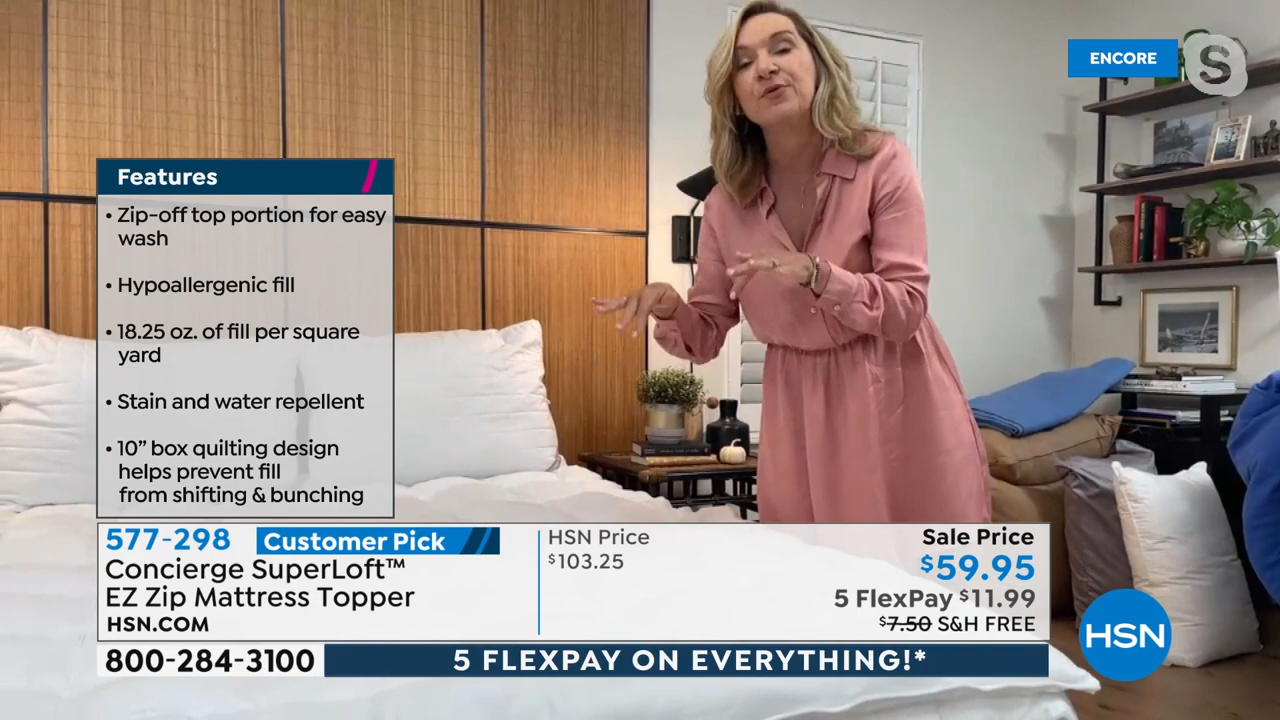 ENCORE
S
Features
• Zip-off top portion for easy
wash
• Hypoallergenic fill
• 18.25 oz. of fill per square
yard
• Stain and water repellent
• 10” box quilting design
helps prevent fill
from shifting & bunching
577-298 Customer Pick
Concierge SuperLoft™
EZ Zip Mattress Topper
HSN.COM
HSN Price
$103.25
Sale Price
$59.95
5 FlexPay $11.99
$7.50 S&H FREE
800-284-3100
5 FLEXPAY ON EVERYTHING!*
HSN